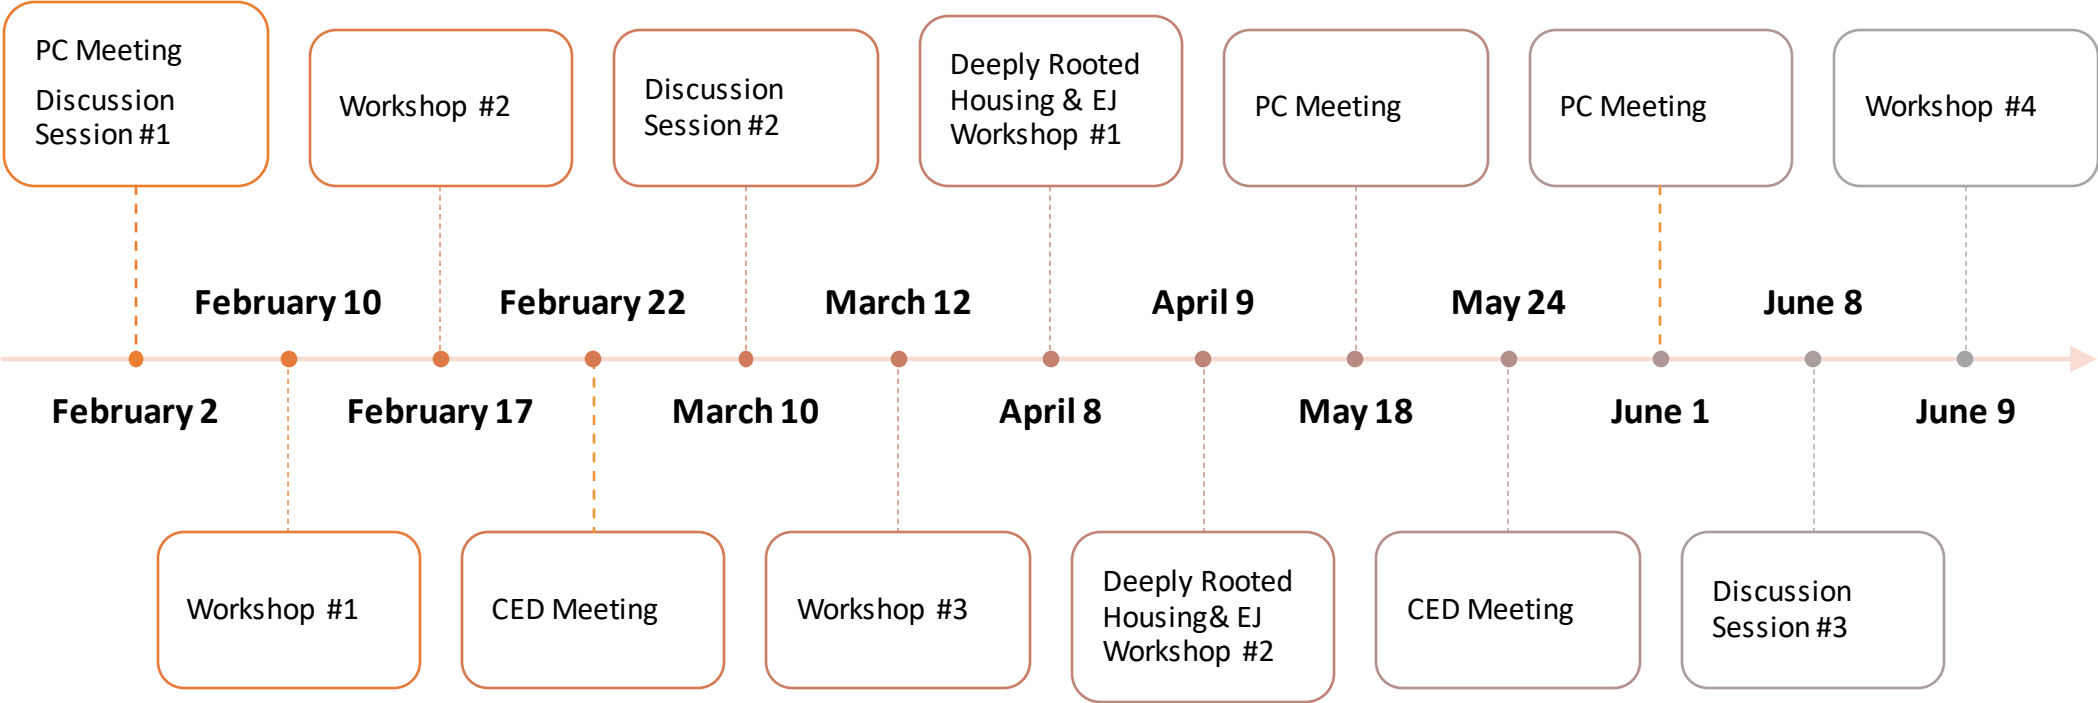 PC Meeting
Discussion
Session #1
Workshop #2
Discussion
Session #2
Deeply Rooted
Housing & EJ
Workshop #1
PC Meeting
PC Meeting
Workshop #4
February 10
February 22
March 12
April 9
May 24
June 8
February 2
February 17
March 10
April 8
May 18
June 1
June 9
Workshop #1
CED Meeting
Workshop #3
Deeply Rooted
Housing& EJ
Workshop #2
CED Meeting
Discussion
Session #3